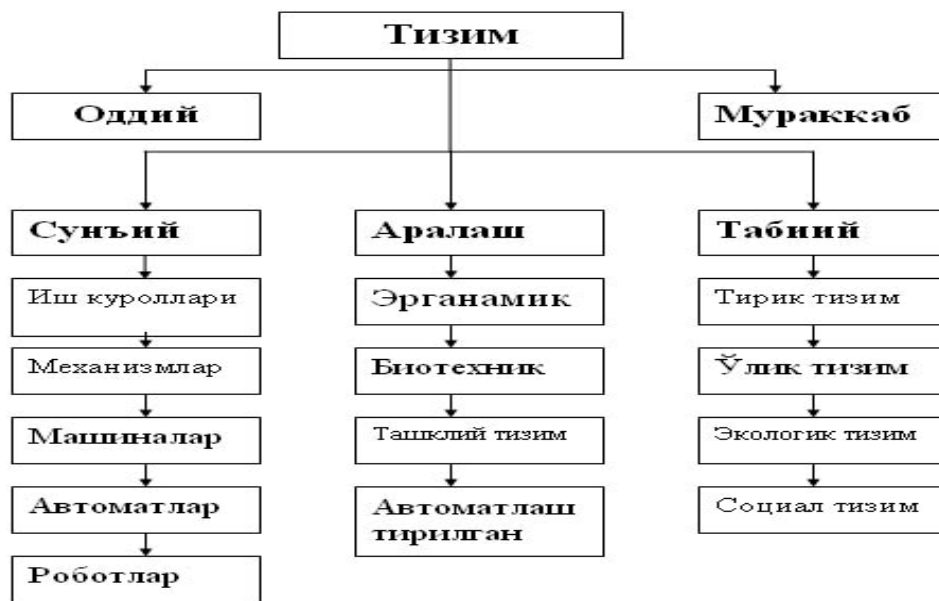 Тизим
Оддий
Мураккаб
Сунъий
Аралаш
Табиий
Иш куроллари
Эрганамик
Тирик тизим
Механизмлар
Биотехник
Ўлик тизим
Машиналар
Ташклий тизим
Экологик тизим
Автоматлар
Автоматлаш
тирилган
Социал тизим
Роботлар